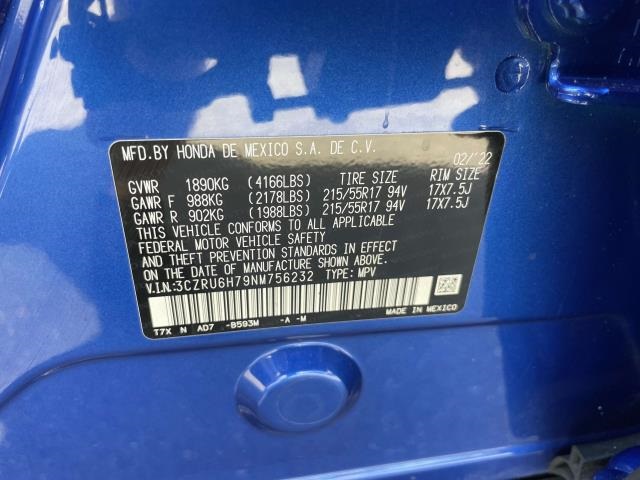 MFD.BY HONDA DE MEXICO S.A. DE C.V. 02/'22
GVWR 1890KG (4166LBS) TIRE SIZE RIM SIZE
GAWR F 988KG (2178LBS) 215/55R17 94V 17X7.5J
GAWR R 902KG (1988LBS) 215/55R17 94V 17X7.5J
THIS VEHICLE CONFORMS TO ALL APPLICABLE
FEDERAL MOTOR VEHICLE SAFETY
AND THEFT PREVENTION STANDARDS IN EFFECT
ON THE DATE OF MANUFACTURE SHOWN ABOVE.
V.I.N:3CZRU6H79NM756232 TYPE: MPV
T7X N AD7 -B593M -A -M MADE IN MEXICO